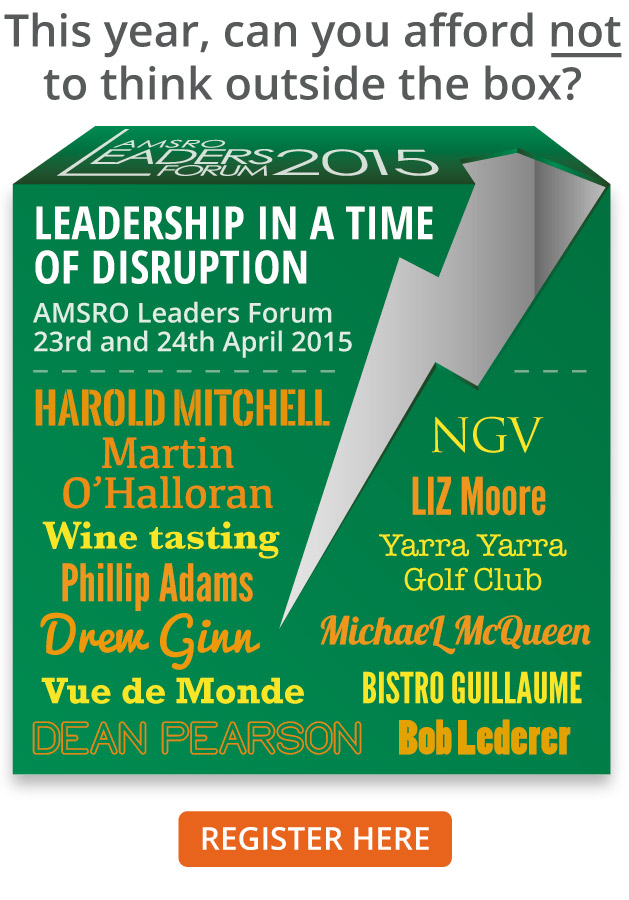 This year, can you afford not
to think outside the box?
AMSRO
LEADERS
FORUM 2015
LEADERSHIP IN A TIME
OF DISRUPTION
AMSRO Leaders Forum
23rd and 24th April 2015
HAROLD MITCHELL
Martin
O'Halloran
Wine tasting
Phillip Adams
Drew Ginn
Vue de Monde
DEAN PEARSON
NGV
LIZ Moore
Yarra Yarra
Golf Club
MichaeL McQueen
BISTRO GUILLAUME
Bob Lederer
REGISTER HERE